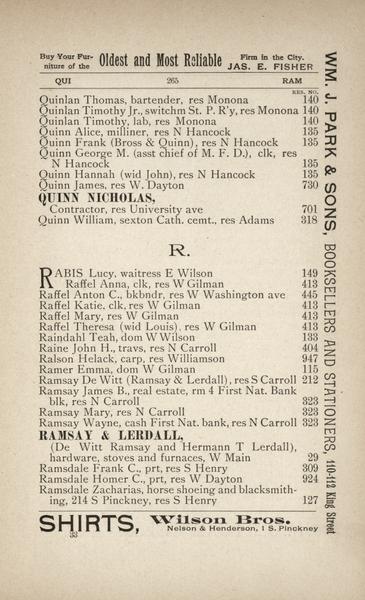 Buy Your Fur-
niture of the
Oldest and Most Reliable
Firm in the City.
JAS. E. FISHER
QUI 265 RAM
RES. NO.
Quinlan Thomas, bartender, res Monona 140
Quinlan Timothy Jr., switchm St. P. R'y, res Monona 140
Quinlan Timothy, lab, res Monona 140
Quinn Alice, milliner, res N Hancock 135
Quinn Frank (Bross & Quinn), res N Hancock 135
Quinn George M. (asst chief of M. F. D.), clk, res
N Hancock 135
Quinn Hannah (wid John), res N Hancock 135
Quinn James, res W. Dayton 730
QUINN NICHOLAS,
Contractor, res University ave 701
Quinn William, sexton Cath. cemt., res Adams 318
R.
RABIS Lucy, waitress E Wilson 149
Raffel Anna, clk, res W Gilman 413
Raffel Anton C., bkbndr, res W Washington ave 445
Raffel Katie, clk, res W Gilman 413
Raffel Mary, res W Gilman 413
Raffel Theresa (wid Louis), res W Gilman 413
Raindahl Teah, dom W Wilson 133
Raine John H., travs, res N Carroll 404
Ralson Helack, carp, res Williamson 947
Ramer Emma, dom W Gilman 115
Ramsay De Witt (Ramsay & Lerdall), res S Carroll 212
Ramsay James B., real estate, rm 4 First Nat. Bank
blk, res N Carroll 323
Ramsay Mary, res N Carroll 323
Ramsay Wayne, cash First Nat. bank, res N Carroll 323
RAMSAY & LERDALL,
(De Witt Ramsay and Hermann T Lerdall),
hardware, stoves and furnaces, W Main 29
Ramsdale Frank C., prt, res S Henry 309
Ramsdale Homer C., prt, res W Dayton 924
Ramsdale Zacharias, horse shoeing and blacksmith-
ing, 214 S Pinckney, res S Henry 127
SHIRTS, Wilson Bros.
Nelson & Henderson, 1 S. Pinckney
33
WM. J. PARK & SONS, BOOKSELLERS AND STATIONERS, 110-112 King Street